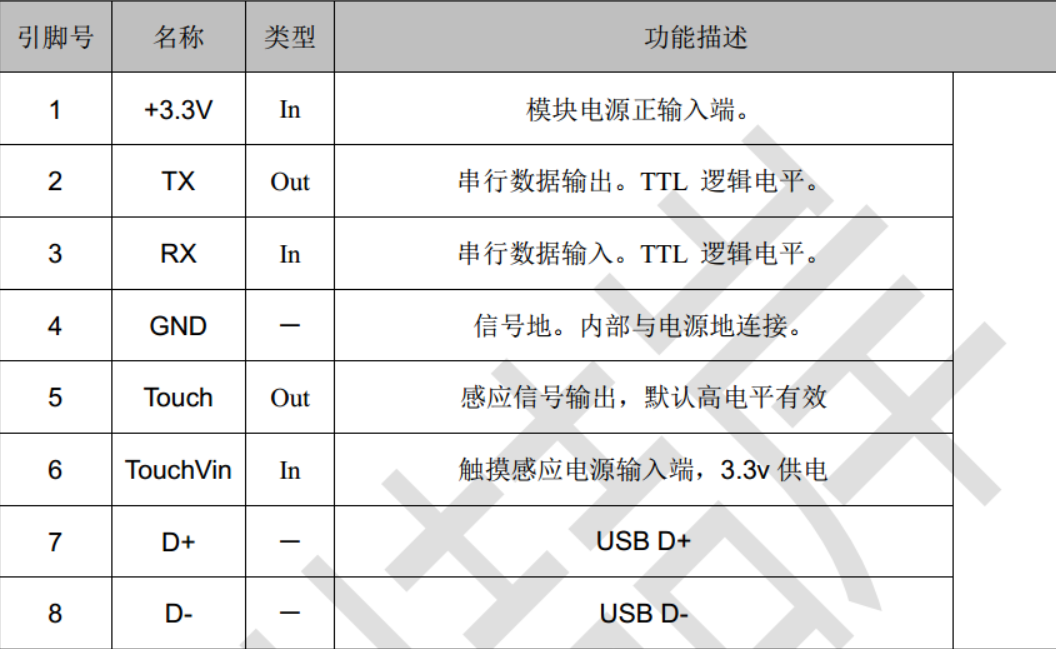 引脚号 名称 类型 功能描述
1 +3.3V In 模块电源正输入端。
2 TX Out 串行数据输出。TTL 逻辑电平。
3 RX In 串行数据输入。TTL 逻辑电平。
4 GND — 信号地。内部与电源地连接。
5 Touch Out 感应信号输出，默认高电平有效
6 TouchVin In 触摸感应电源输入端，3.3v 供电
7 D+ — USB D+
8 D- — USB D-